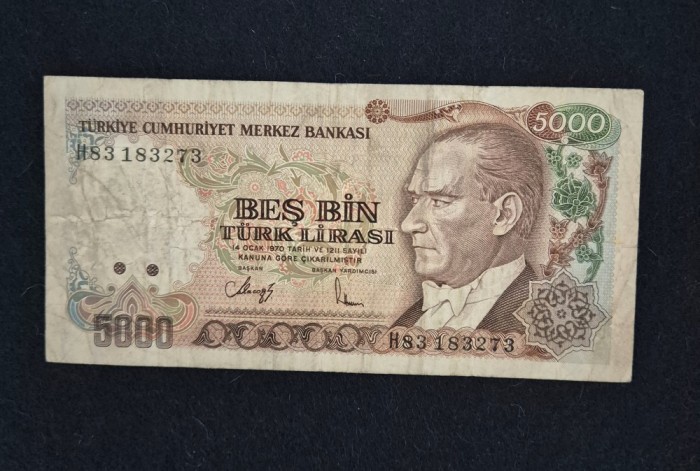 TÜRKİYE CUMHURİYET MERKEZ BANKASI
5000
H83 183273
BEŞ BİN
TÜRK LİRASI
14 OCAK 1970 TARİH VE 1211 SAYILI
KANUNA GÖRE ÇIKARILMIŞTIR
BAŞKAN BAŞKAN YARDIMCISI
5000
H83 183273